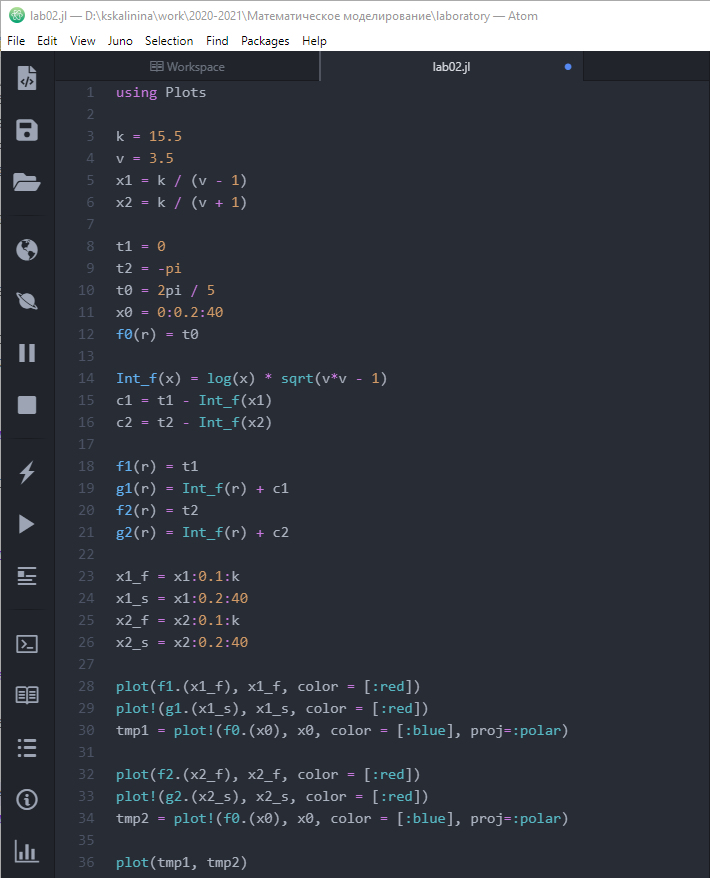 lab02.jl — D:\kskalinina\work\2020-2021\Математическое моделирование\laboratory — Atom
File Edit View Juno Selection Find Packages Help
Workspace lab02.jl
1 using Plots
2
3 k = 15.5
4 v = 3.5
5 x1 = k / (v - 1)
6 x2 = k / (v + 1)
7
8 t1 = 0
9 t2 = -pi
10 t0 = 2pi / 5
11 x0 = 0:0.2:40
12 f0(r) = t0
13
14 Int_f(x) = log(x) * sqrt(v*v - 1)
15 c1 = t1 - Int_f(x1)
16 c2 = t2 - Int_f(x2)
17
18 f1(r) = t1
19 g1(r) = Int_f(r) + c1
20 f2(r) = t2
21 g2(r) = Int_f(r) + c2
22
23 x1_f = x1:0.1:k
24 x1_s = x1:0.2:40
25 x2_f = x2:0.1:k
26 x2_s = x2:0.2:40
27
28 plot(f1.(x1_f), x1_f, color = [:red])
29 plot!(g1.(x1_s), x1_s, color = [:red])
30 tmp1 = plot!(f0.(x0), x0, color = [:blue], proj=:polar)
31
32 plot(f2.(x2_f), x2_f, color = [:red])
33 plot!(g2.(x2_s), x2_s, color = [:red])
34 tmp2 = plot!(f0.(x0), x0, color = [:blue], proj=:polar)
35
36 plot(tmp1, tmp2)